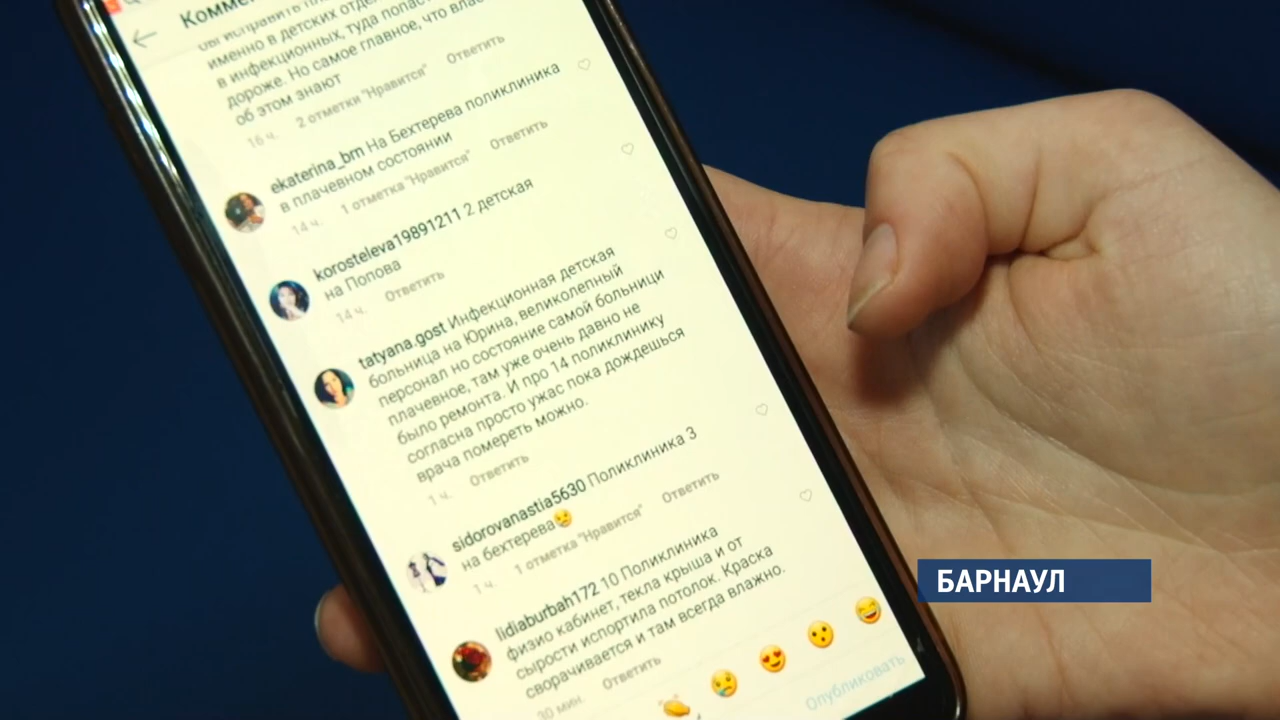 именно в детских
в инфекционных, туда
дороже. Но самое главное, что
об этом знают
16 ч. 2 отметки "Нравится" Ответить
ekaterina_brn На Бехтерева поликлиника
в плачевном состоянии
14 ч. 1 отметка "Нравится" Ответить
korosteleva19891211 2 детская
на Попова
14 ч. Ответить
tatyana.gost Инфекционная детская
больница на Юрина, великолепный
персонал но состояние самой больници
плачевное, там уже очень давно не
было ремонта. И про 14 поликлинику
согласна просто ужас пока дождешься
врача помереть можно.
1 ч. Ответить
sidorovanastia5630 Поликлиника 3
на бехтерева😢
1 ч. 1 отметка "Нравится" Ответить
lidiaburbah172 10 Поликлиника
физио кабинет, текла крыша и от
сырости испортила потолок. Краска
сворачивается и там всегда влажно.
30 мин. Ответить
Опубликовать
БАРНАУЛ